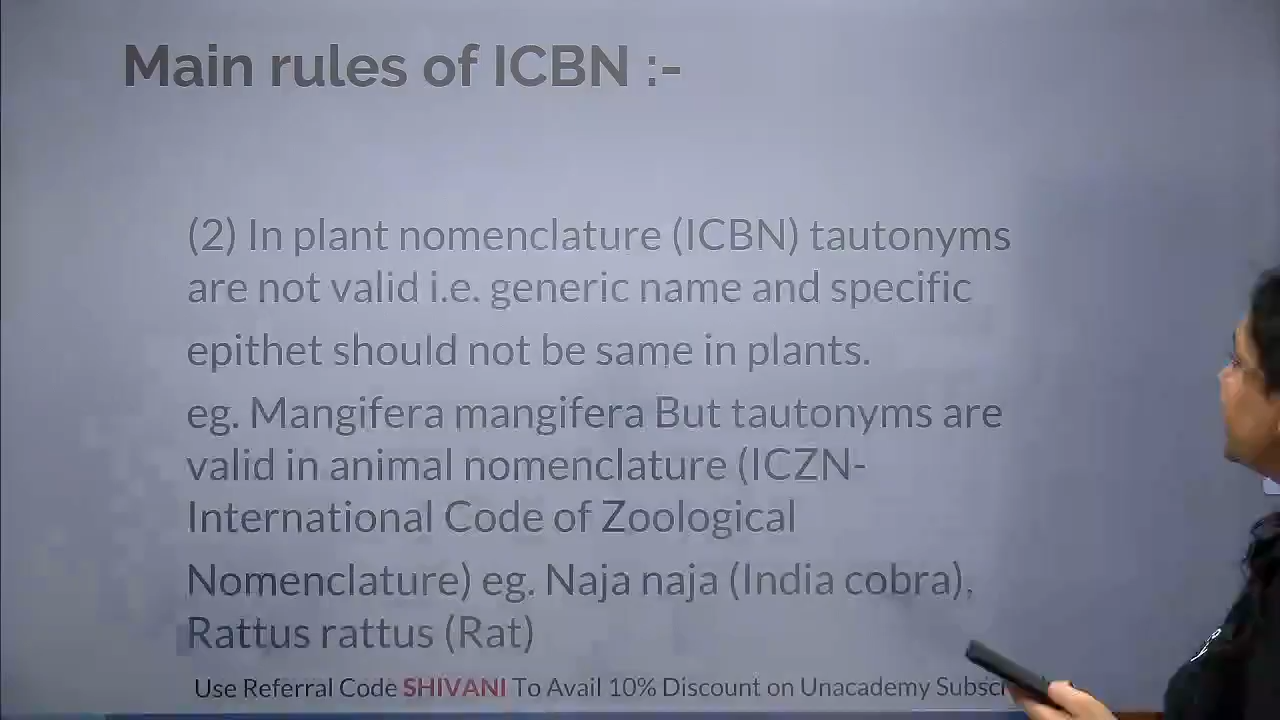 Main rules of ICBN :-
(2) In plant nomenclature (ICBN) tautonyms
are not valid i.e. generic name and specific
epithet should not be same in plants.
eg. Mangifera mangifera But tautonyms are
valid in animal nomenclature (ICZN-
International Code of Zoological
Nomenclature) eg. Naja naja (India cobra),
Rattus rattus (Rat)
Use Referral Code SHIVANI To Avail 10% Discount on Unacademy